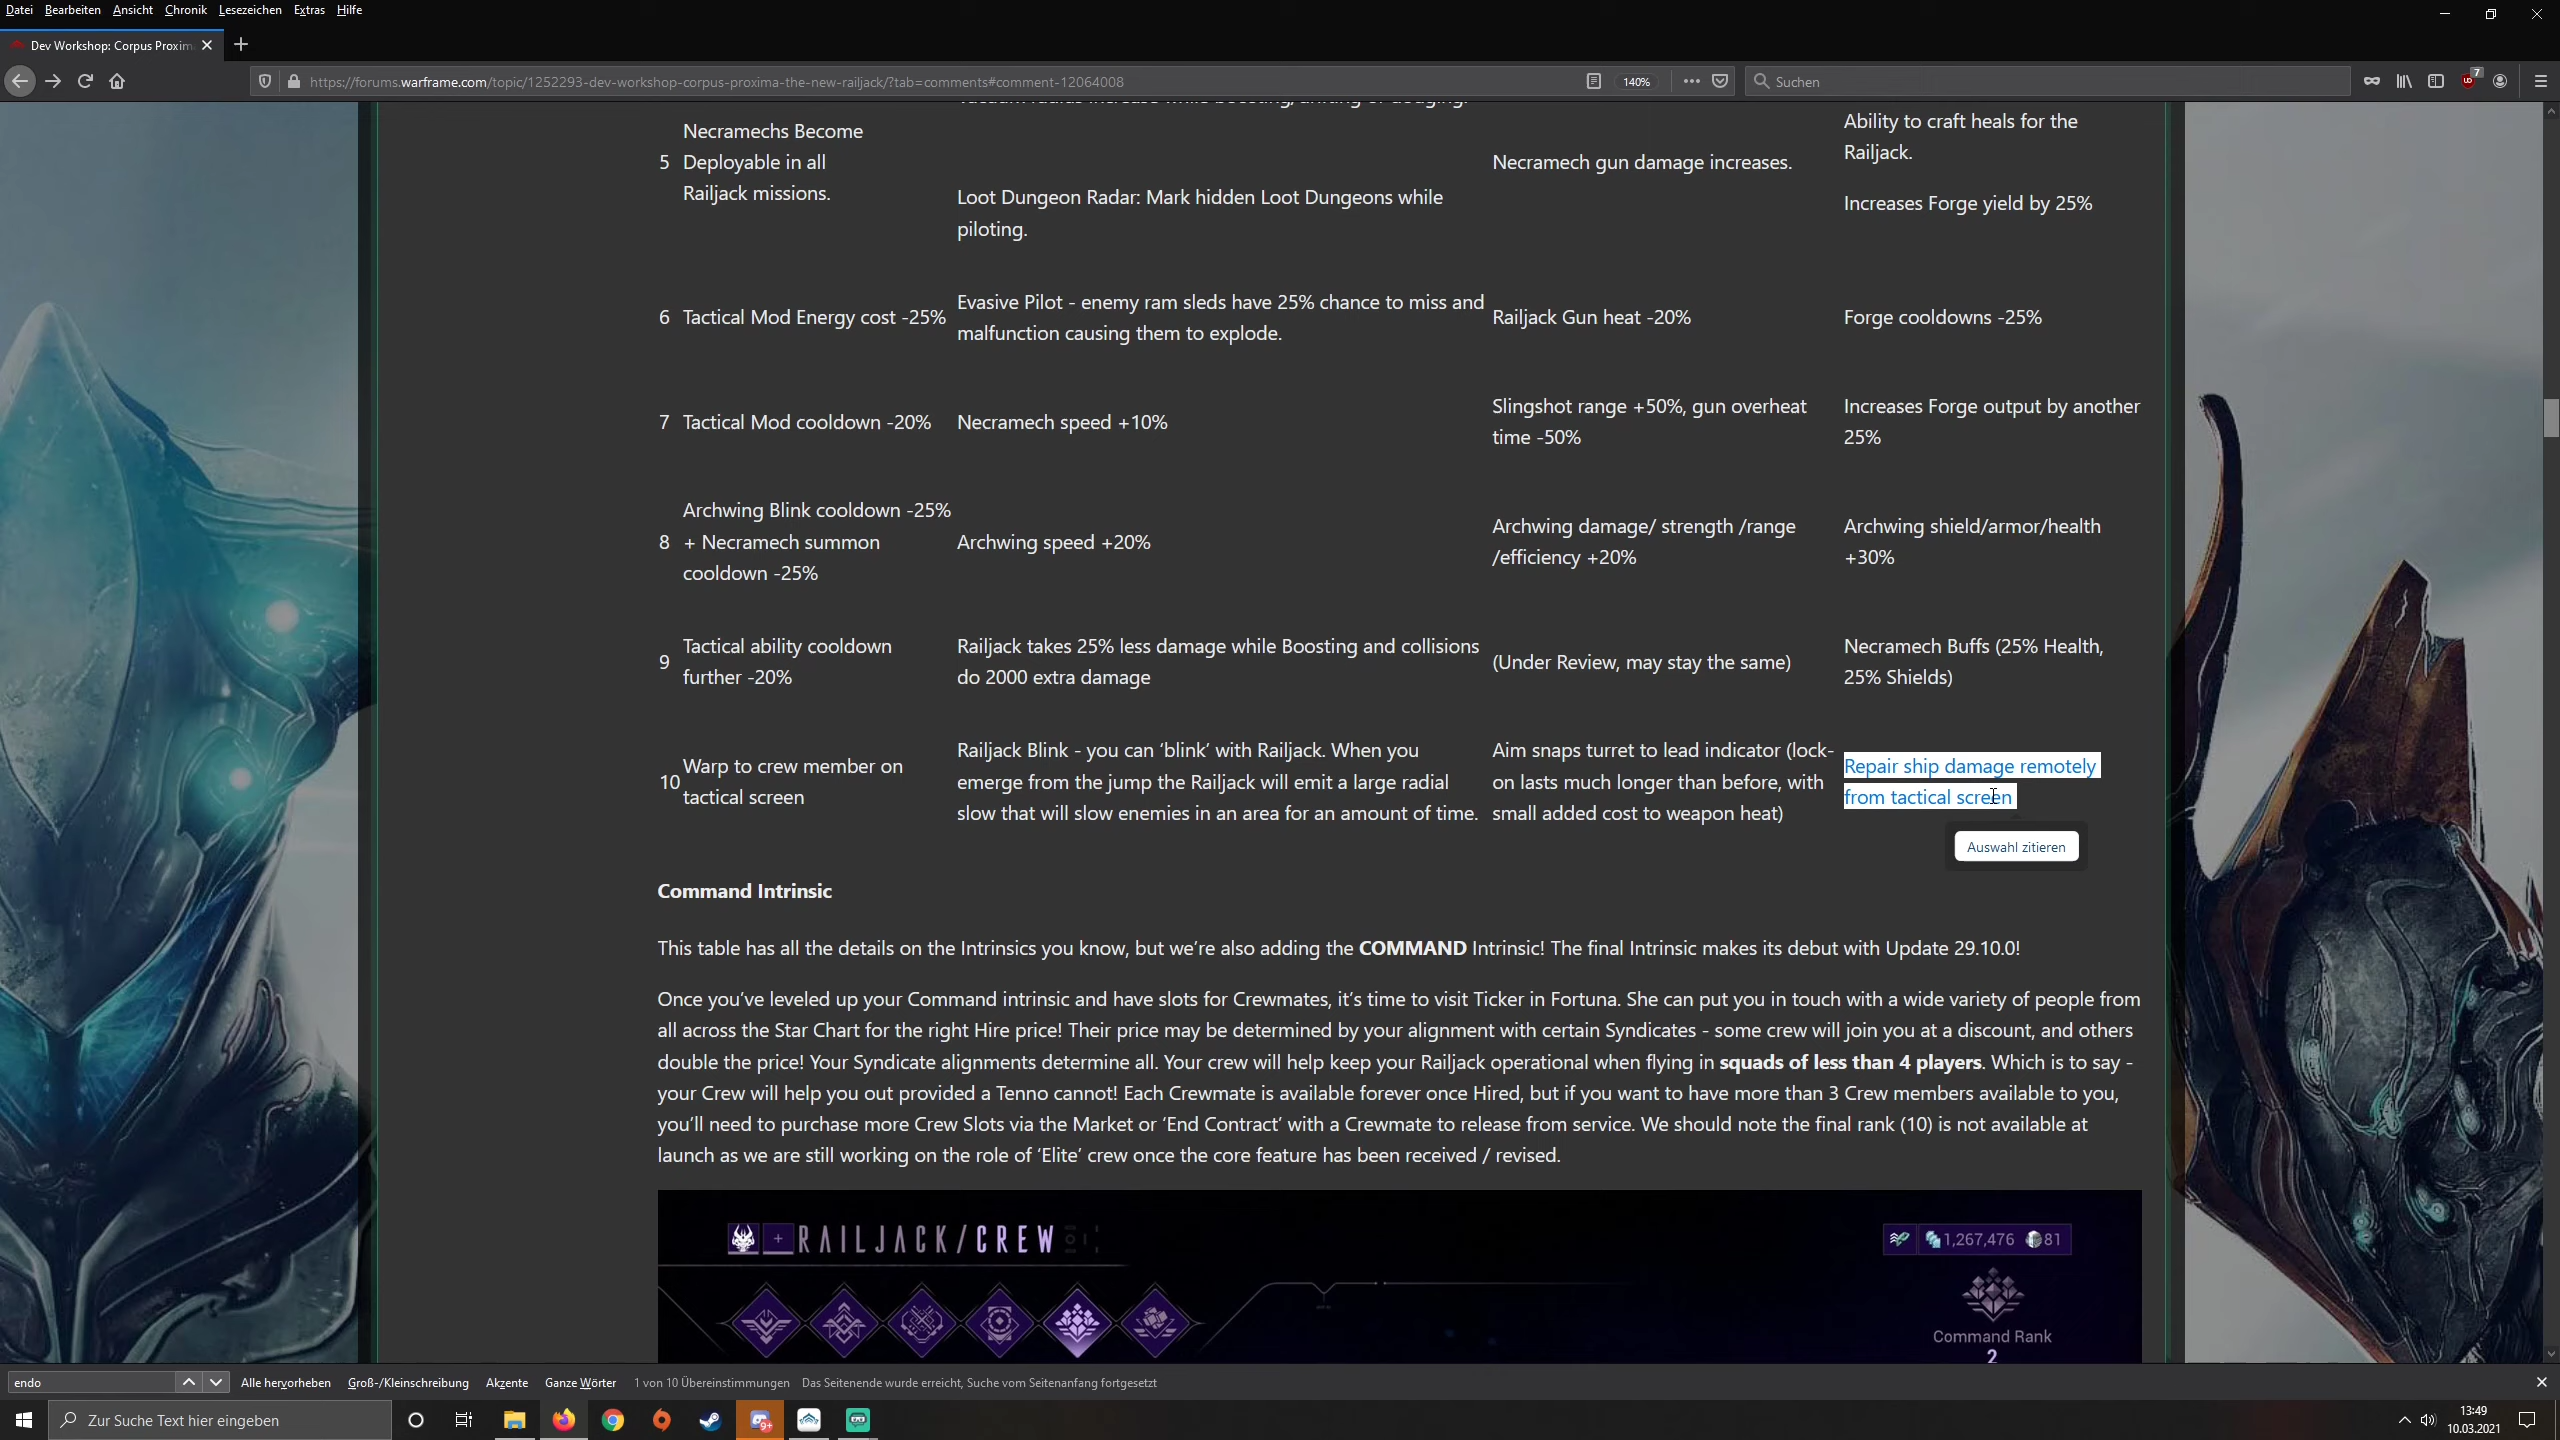 Datei Bearbeiten Ansicht Chronik Lesezeichen Extras Hilfe
Dev Workshop: Corpus Proxim
https://forums.warframe.com/topic/1252293-dev-workshop-corpus-proxima-the-new-railjack/?tab=comments#comment-12064008
140%
Suchen
7
Vacuum radius increase while boosting, drifting or dodging.
Necramechs Become
5 Deployable in all
Railjack missions.
Loot Dungeon Radar: Mark hidden Loot Dungeons while
piloting.
Necramech gun damage increases.
Ability to craft heals for the
Railjack.
Increases Forge yield by 25%
6 Tactical Mod Energy cost -25%
Evasive Pilot - enemy ram sleds have 25% chance to miss and
malfunction causing them to explode.
Railjack Gun heat -20%
Forge cooldowns -25%
7 Tactical Mod cooldown -20%
Necramech speed +10%
Slingshot range +50%, gun overheat
time -50%
Increases Forge output by another
25%
Archwing Blink cooldown -25%
8 + Necramech summon
cooldown -25%
Archwing speed +20%
Archwing damage/ strength /range
/efficiency +20%
Archwing shield/armor/health
+30%
9 Tactical ability cooldown
further -20%
Railjack takes 25% less damage while Boosting and collisions
do 2000 extra damage
(Under Review, may stay the same)
Necramech Buffs (25% Health,
25% Shields)
10 Warp to crew member on
tactical screen
Railjack Blink - you can ‘blink’ with Railjack. When you
emerge from the jump the Railjack will emit a large radial
slow that will slow enemies in an area for an amount of time.
Aim snaps turret to lead indicator (lock-
on lasts much longer than before, with
small added cost to weapon heat)
Repair ship damage remotely
from tactical screen
Auswahl zitieren
Command Intrinsic
This table has all the details on the Intrinsics you know, but we’re also adding the COMMAND Intrinsic! The final Intrinsic makes its debut with Update 29.10.0!
Once you’ve leveled up your Command intrinsic and have slots for Crewmates, it’s time to visit Ticker in Fortuna. She can put you in touch with a wide variety of people from
all across the Star Chart for the right Hire price! Their price may be determined by your alignment with certain Syndicates - some crew will join you at a discount, and others
double the price! Your Syndicate alignments determine all. Your crew will help keep your Railjack operational when flying in squads of less than 4 players. Which is to say -
your Crew will help you out provided a Tenno cannot! Each Crewmate is available forever once Hired, but if you want to have more than 3 Crew members available to you,
you’ll need to purchase more Crew Slots via the Market or ‘End Contract’ with a Crewmate to release from service. We should note the final rank (10) is not available at
launch as we are still working on the role of ‘Elite’ crew once the core feature has been received / revised.
RAILJACK/CREW
1,267,476 81
Command Rank
2
endo
Alle hervorheben Groß-/Kleinschreibung Akzente Ganze Wörter 1 von 10 Übereinstimmungen Das Seitenende wurde erreicht, Suche vom Seitenanfang fortgesetzt
Zur Suche Text hier eingeben
9+
13:49
10.03.2021